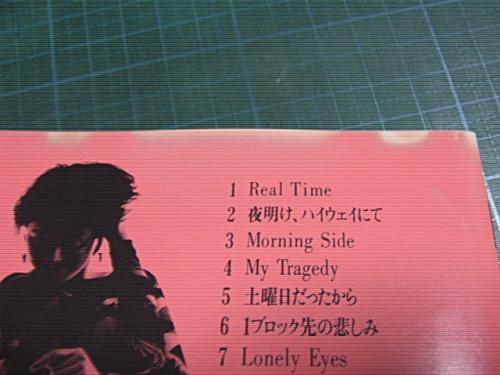 1 Real Time
2 夜明け、ハイウェイにて
3 Morning Side
4 My Tragedy
5 土曜日だったから
6 1ブロック先の悲しみ
7 Lonely Eyes